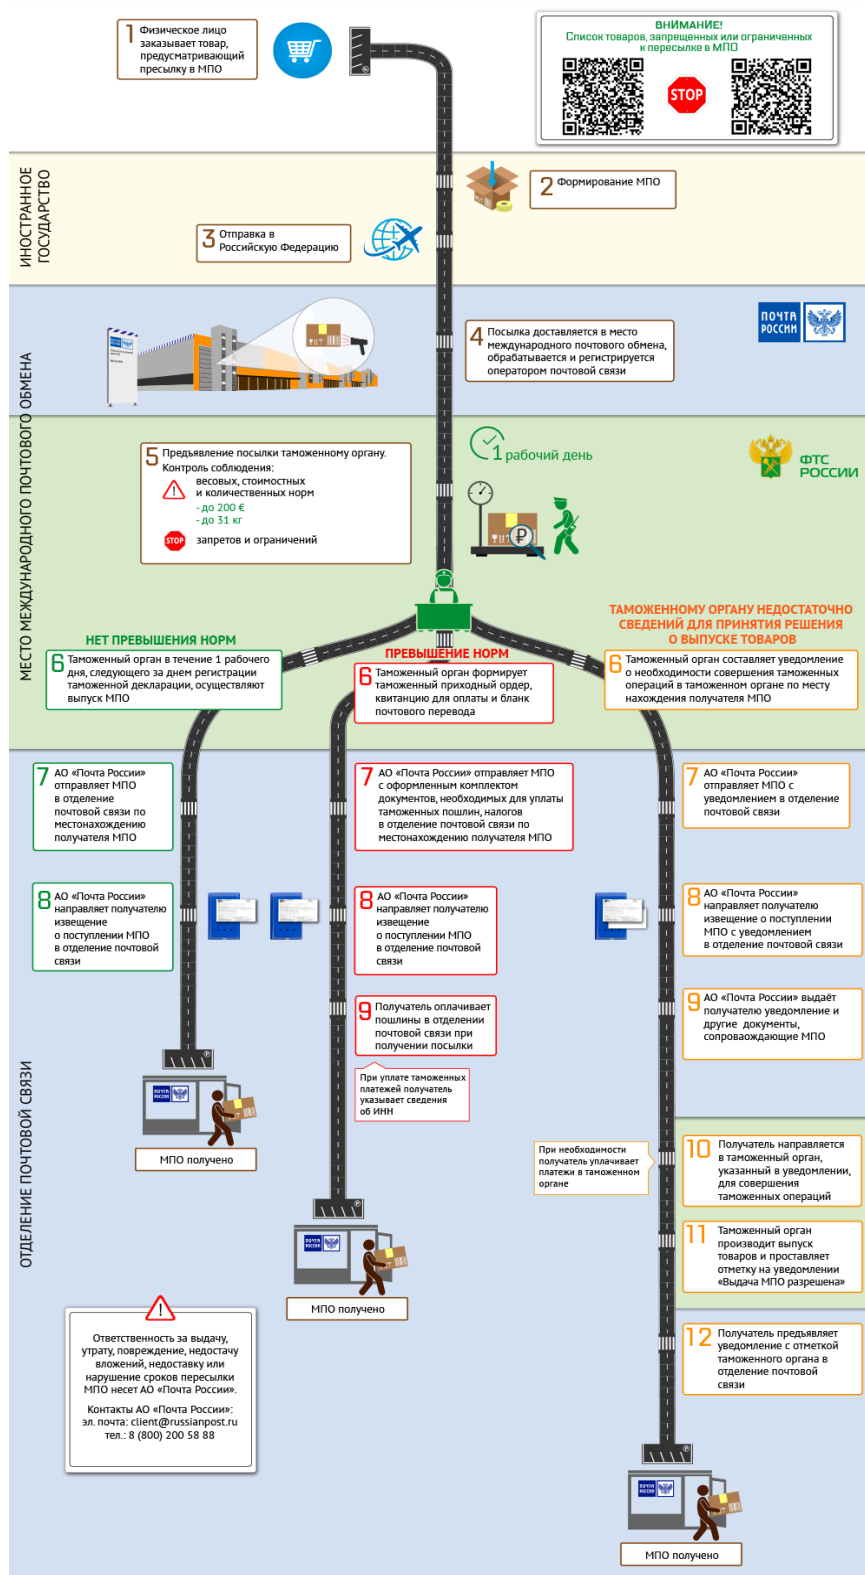 1 Физическое лицо
заказывает товар,
предусматривающий
пресылку в МПО
ВНИМАНИЕ!
Список товаров, запрещенных или ограниченных
к пересылке в МПО
STOP
ИНОСТРАННОЕ
ГОСУДАРСТВО
2 Формирование МПО
3 Отправка в
Российскую Федерацию
МЕСТО МЕЖДУНАРОДНОГО ПОЧТОВОГО ОБМЕНА
4 Посылка доставляется в место
международного почтового обмена,
обрабатывается и регистрируется
оператором почтовой связи
ПОЧТА
РОССИИ
5 Предъявление посылки таможенному органу.
Контроль соблюдения:
весовых, стоимостных
и количественных норм
- до 200 €
- до 31 кг
STOP запретов и ограничений
1 рабочий день
ФТС
РОССИИ
НЕТ ПРЕВЫШЕНИЯ НОРМ
6 Таможенный орган в течение 1 рабочего
дня, следующего за днем регистрации
таможенной декларации, осуществляют
выпуск МПО
ПРЕВЫШЕНИЕ НОРМ
6 Таможенный орган формирует
таможенный приходный ордер,
квитанцию для оплаты и бланк
почтового перевода
ТАМОЖЕННОМУ ОРГАНУ НЕДОСТАТОЧНО
СВЕДЕНИЙ ДЛЯ ПРИНЯТИЯ РЕШЕНИЯ
О ВЫПУСКЕ ТОВАРОВ
6 Таможенный орган составляет уведомление
о необходимости совершения таможенных
операций в таможенном органе по месту
нахождения получателя МПО
ОТДЕЛЕНИЕ ПОЧТОВОЙ СВЯЗИ
7 АО «Почта России»
отправляет МПО
в отделение
почтовой связи по
местонахождению
получателя МПО
7 АО «Почта России» отправляет МПО
с оформленным комплектом
документов, необходимых для уплаты
таможенных пошлин, налогов
в отделение почтовой связи по
местонахождению получателя МПО
7 АО «Почта России»
отправляет МПО с
уведомлением в отделение
почтовой связи
8 АО «Почта России»
направляет получателю
извещение
о поступлении МПО
в отделение почтовой
связи
8 АО «Почта России»
направляет получателю
извещение
о поступлении МПО
в отделение почтовой
связи
8 АО «Почта России»
направляет получателю
извещение о поступлении
МПО с уведомлением
в отделение почтовой связи
9 Получатель оплачивает
пошлины в отделении
почтовой связи при
получении посылки
9 АО «Почта России» выдаёт
получателю уведомление и
другие документы,
сопроваождающие МПО
При уплате таможенных
платежей получатель
указывает сведения
об ИНН
ПОЧТА
РОССИИ
МПО получено
10 Получатель направляется
в таможенный орган,
указанный в уведомлении,
для совершения
таможенных операций
При необходимости
получатель уплачивает
платежи в таможенном
органе
11 Таможенный орган
производит выпуск
товаров и проставляет
отметку на уведомлении
«Выдача МПО разрешена»
ПОЧТА
РОССИИ
МПО получено
12 Получатель предъявляет
уведомление с отметкой
таможенного органа в
отделение почтовой
связи
Ответственность за выдачу,
утрату, повреждение, недостачу
вложений, недоставку или
нарушение сроков пересылки
МПО несет АО «Почта России».
Контакты АО «Почта России»:
эл. почта: client@russianpost.ru
тел.: 8 (800) 200 58 88
ПОЧТА
РОССИИ
МПО получено